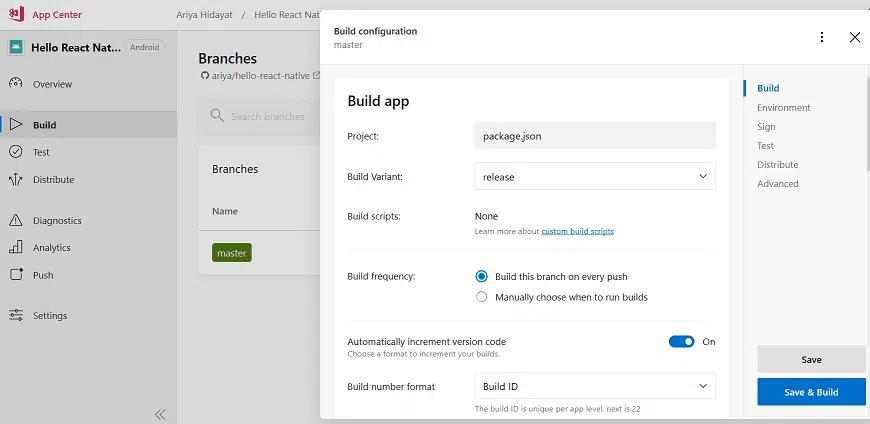 App Center
Ariya Hidayat / Hello React Nati
Hello React Nat... Android
Overview
Build
Test
Distribute
Diagnostics
Analytics
Push
Settings
Branches
ariya/hello-react-native
Search branches
Branches
Name
master
Build configuration
master
Build app
Project: package.json
Build Variant: release
Build scripts: None
Learn more about custom build scripts
Build frequency: Build this branch on every push
Manually choose when to run builds
Automatically increment version code On
Choose a format to increment your builds.
Build number format Build ID
The build ID is unique per app level, next is 22
Build
Environment
Sign
Test
Distribute
Advanced
Save
Save & Build